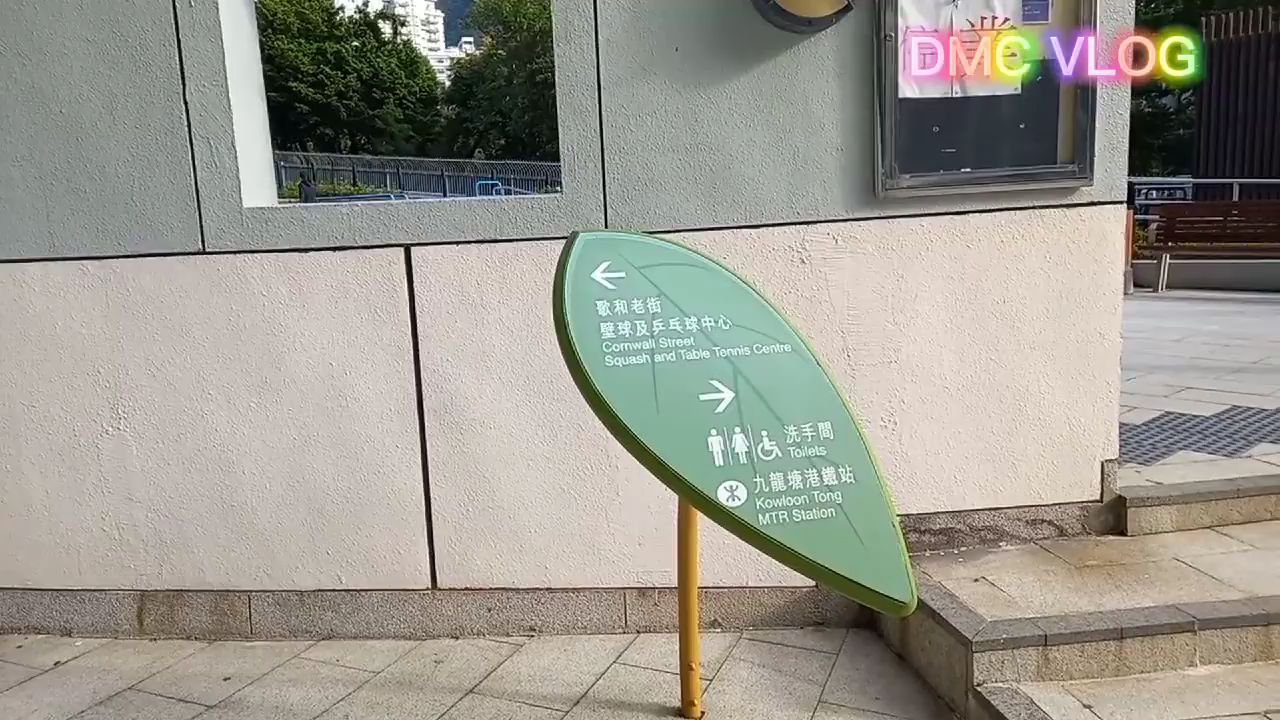 DMC VLOG
歌和老街
壁球及乒乓球中心
Cornwall Street
Squash and Table Tennis Centre
洗手間
Toilets
九龍塘港鐵站
Kowloon Tong
MTR Station